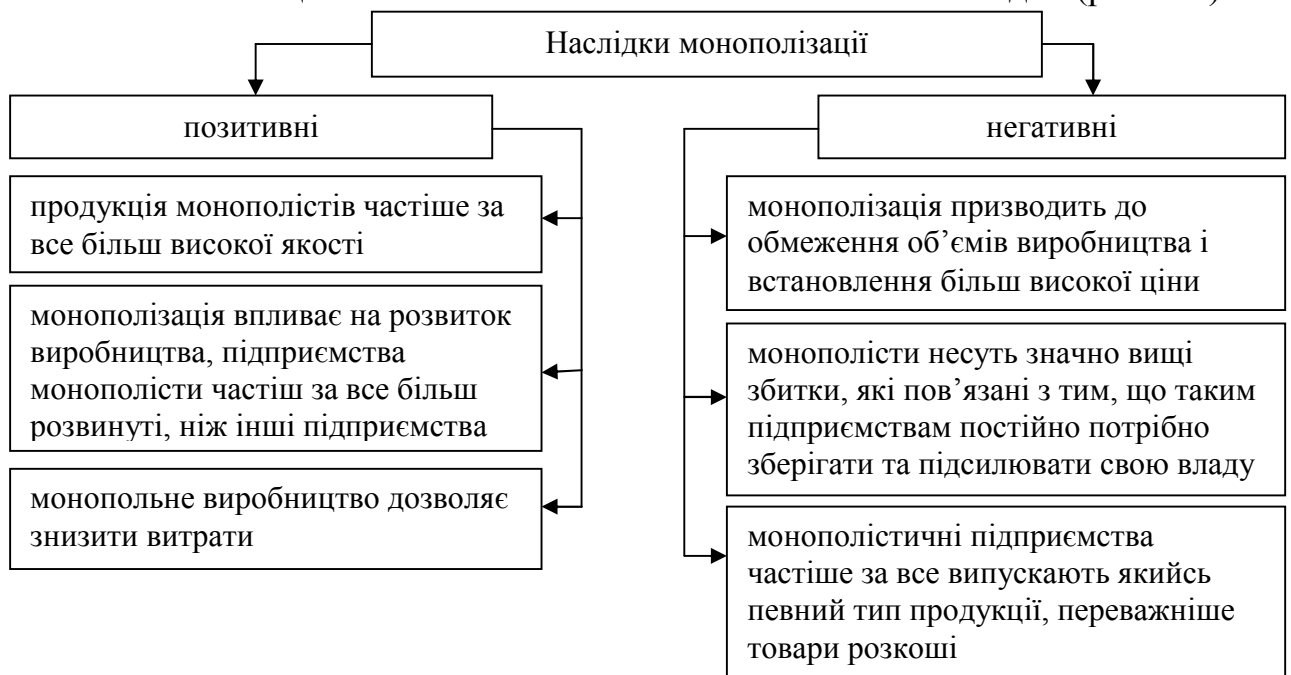 Наслідки монополізації
позитивні
негативні
продукція монополістів частіше за
все більш високої якості
монополізація впливає на розвиток
виробництва, підприємства
монополісти частіш за все більш
розвинуті, ніж інші підприємства
монопольне виробництво дозволяє
знизити витрати
монополізація призводить до
обмеження об’ємів виробництва і
встановлення більш високої ціни
монополісти несуть значно вищі
збитки, які пов’язані з тим, що таким
підприємствам постійно потрібно
зберігати та підсилювати свою владу
монополістичні підприємства
частіше за все випускають якийсь
певний тип продукції, переважніше
товари розкоші